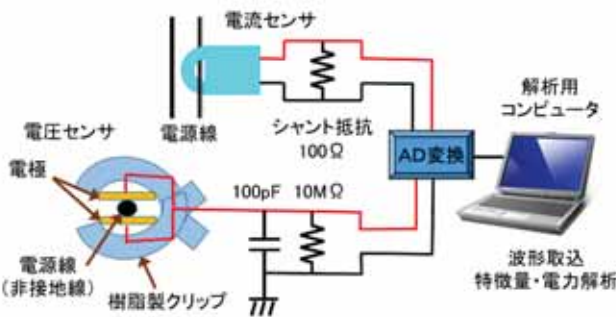 電流センサ
電圧センサ
電源線
シャント抵抗
100Ω
解析用
コンピュータ
AD変換
電極
100pF 10MΩ
電源線
(非接地線)
樹脂製クリップ
波形取込
特徴量・電力解析